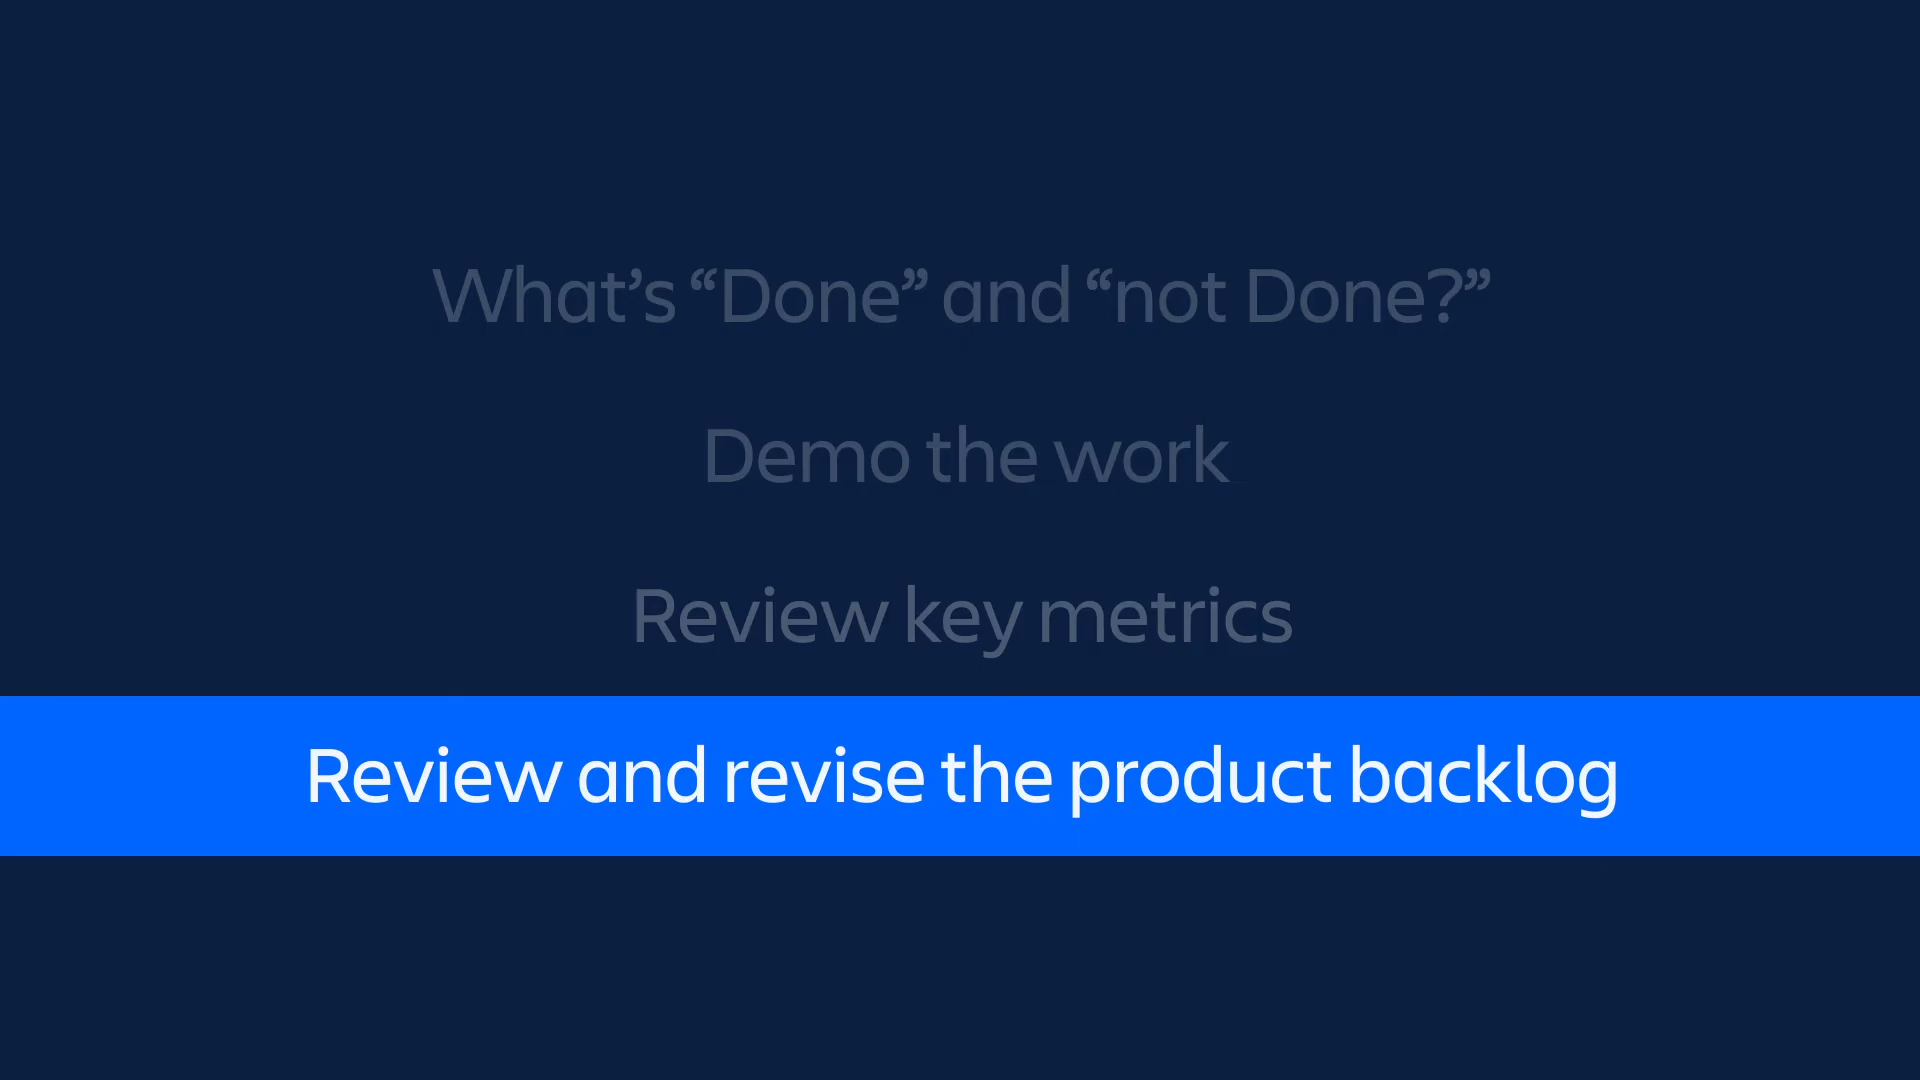 What’s “Done” and “not Done?”
Demo the work
Review key metrics
Review and revise the product backlog